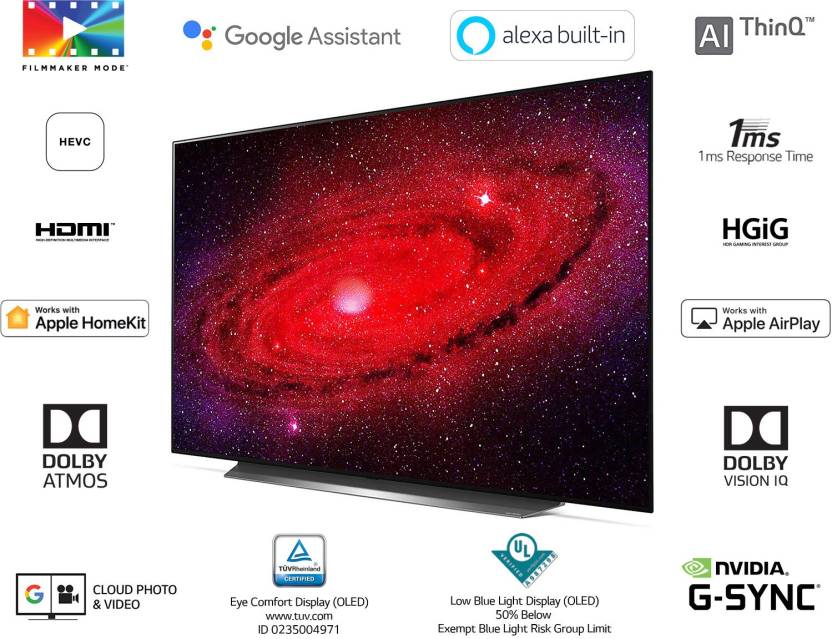 FILMMAKER MODE
Google Assistant
alexa built-in
AI ThinQ™
HEVC
1ms
1ms Response Time
HDMI™
HIGH-DEFINITION MULTIMEDIA INTERFACE
HGiG
HDR GAMING INTEREST GROUP
Works with
Apple HomeKit
Works with
Apple AirPlay
DOLBY
ATMOS
DOLBY
VISION IQ
CLOUD PHOTO
& VIDEO
TÜVRheinland
CERTIFIED
Eye Comfort Display (OLED)
www.tuv.com
ID 0235004971
UL
VERIFIED
Low Blue Light Display (OLED)
50% Below
Exempt Blue Light Risk Group Limit
NVIDIA.
G-SYNC